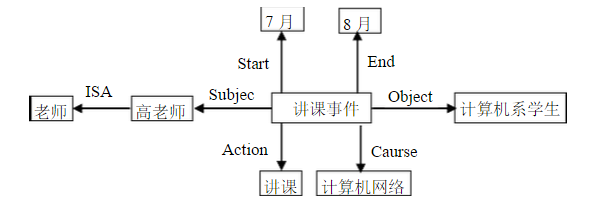 7 月
8 月
Start
End
ISA
Subjec
Object
老师
高老师
讲课事件
计算机系学生
Action
Caurse
讲课
计算机网络